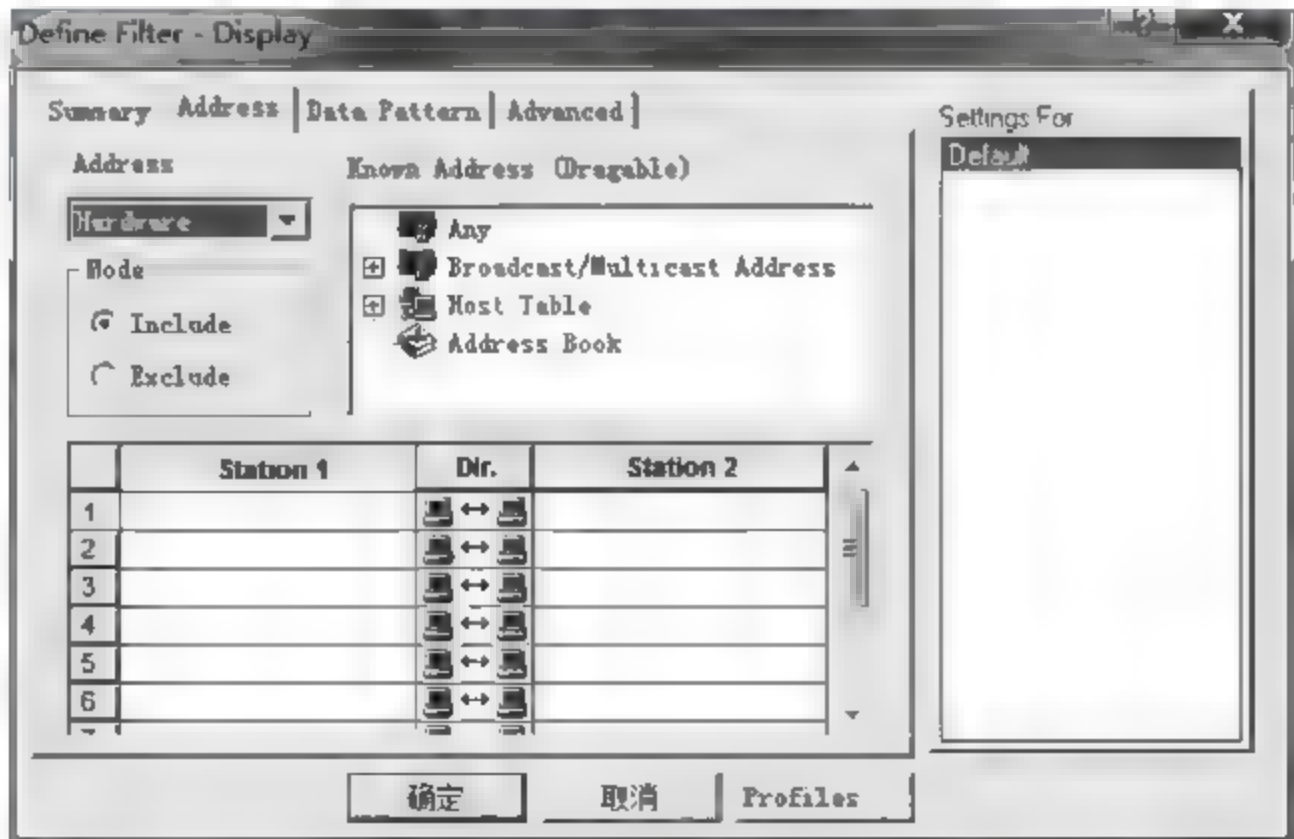 Define Filter - Display
Summary Address Data Pattern Advanced
Settings For
Default
Address
Hardware
Known Address (Dragable)
Any
Broadcast/Multicast Address
Host Table
Address Book
Mode
Include
Exclude
Station 1 Dir. Station 2
1
2
3
4
5
6
确定 取消 Profiles